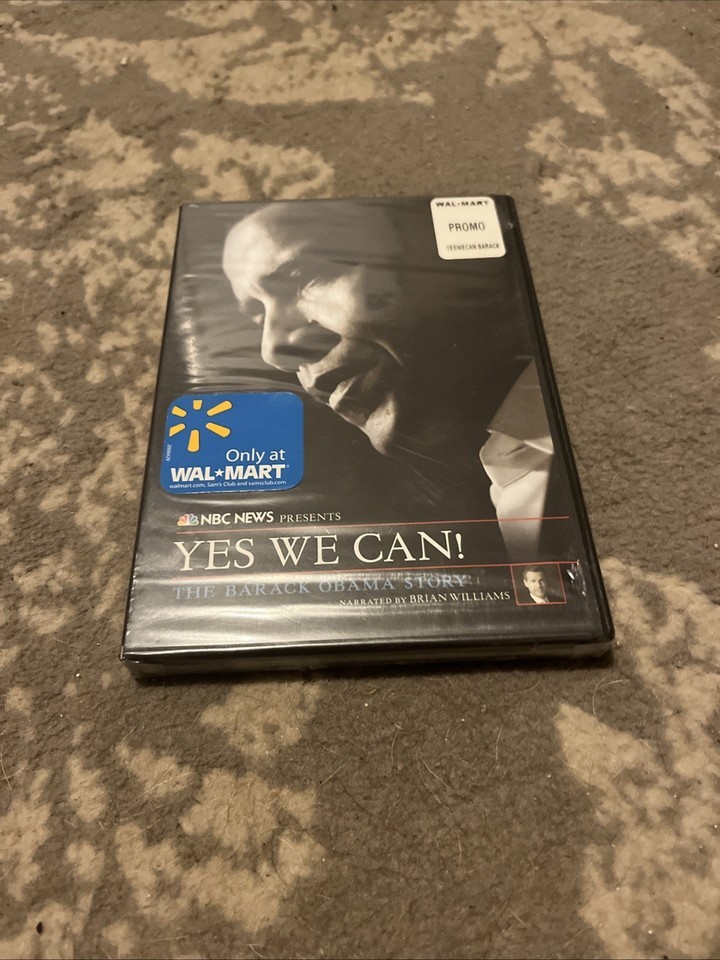 WAL-MART
PROMO
YESWECAN BARACK
Only at
WAL★MART
walmart.com, Sam's Club and samsclub.com
NBC NEWS PRESENTS
YES WE CAN!
THE BARACK OBAMA STORY
NARRATED BY BRIAN WILLIAMS